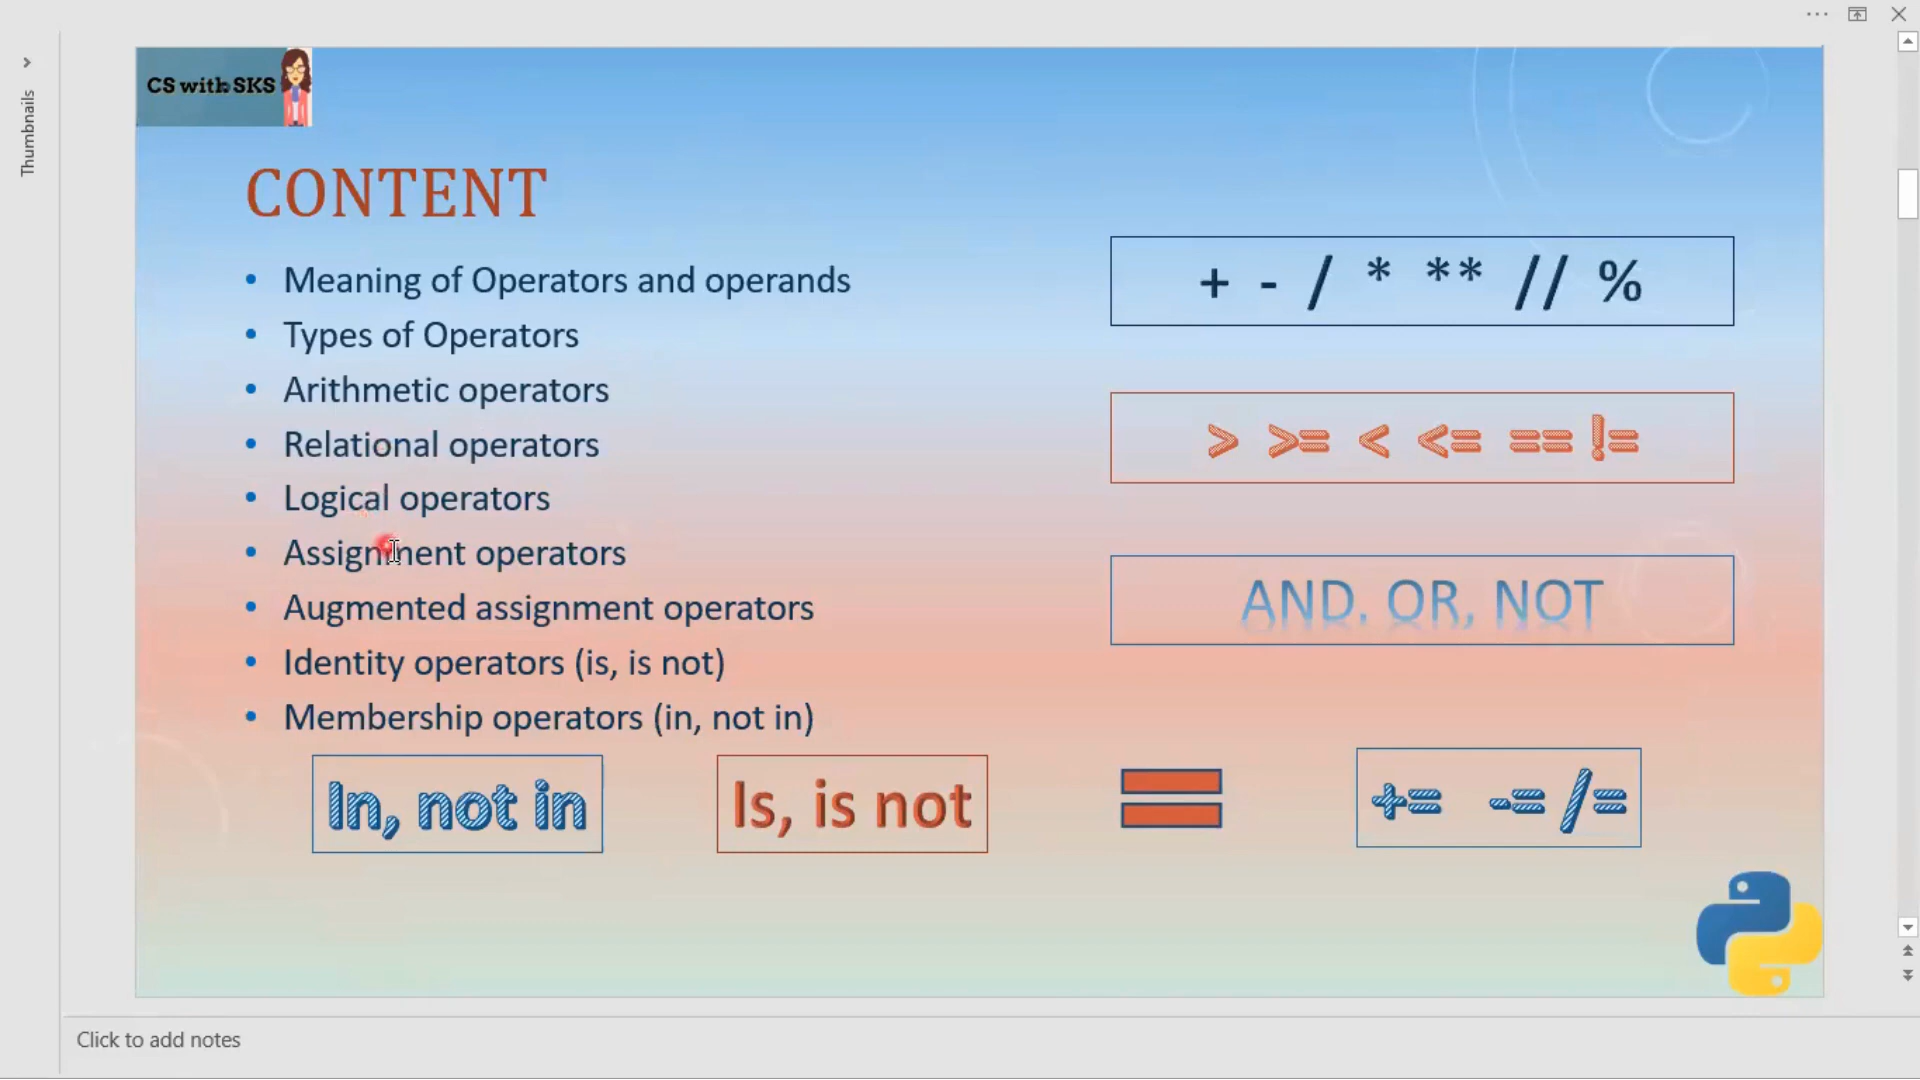 CS with SKS
Thumbnails
CONTENT
• Meaning of Operators and operands
• Types of Operators
• Arithmetic operators
• Relational operators
• Logical operators
• Assignment operators
• Augmented assignment operators
• Identity operators (is, is not)
• Membership operators (in, not in)
+ - / * ** // %
> >= < <= == !=
AND. OR, NOT
In, not in
Is, is not
=
+= -= /=
Click to add notes